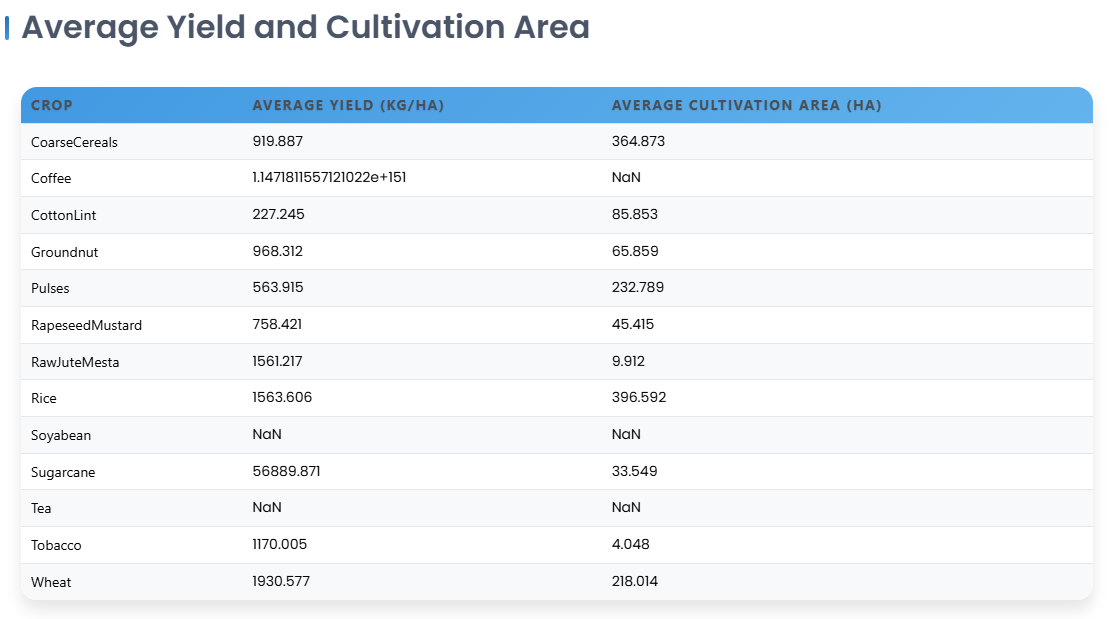 Average Yield and Cultivation Area
CROP AVERAGE YIELD (KG/HA) AVERAGE CULTIVATION AREA (HA)
CoarseCereals 919.887 364.873
Coffee 1.1471811557121022e+151 NaN
CottonLint 227.245 85.853
Groundnut 968.312 65.859
Pulses 563.915 232.789
RapeseedMustard 758.421 45.415
RawJuteMesta 1561.217 9.912
Rice 1563.606 396.592
Soyabean NaN NaN
Sugarcane 56889.871 33.549
Tea NaN NaN
Tobacco 1170.005 4.048
Wheat 1930.577 218.014